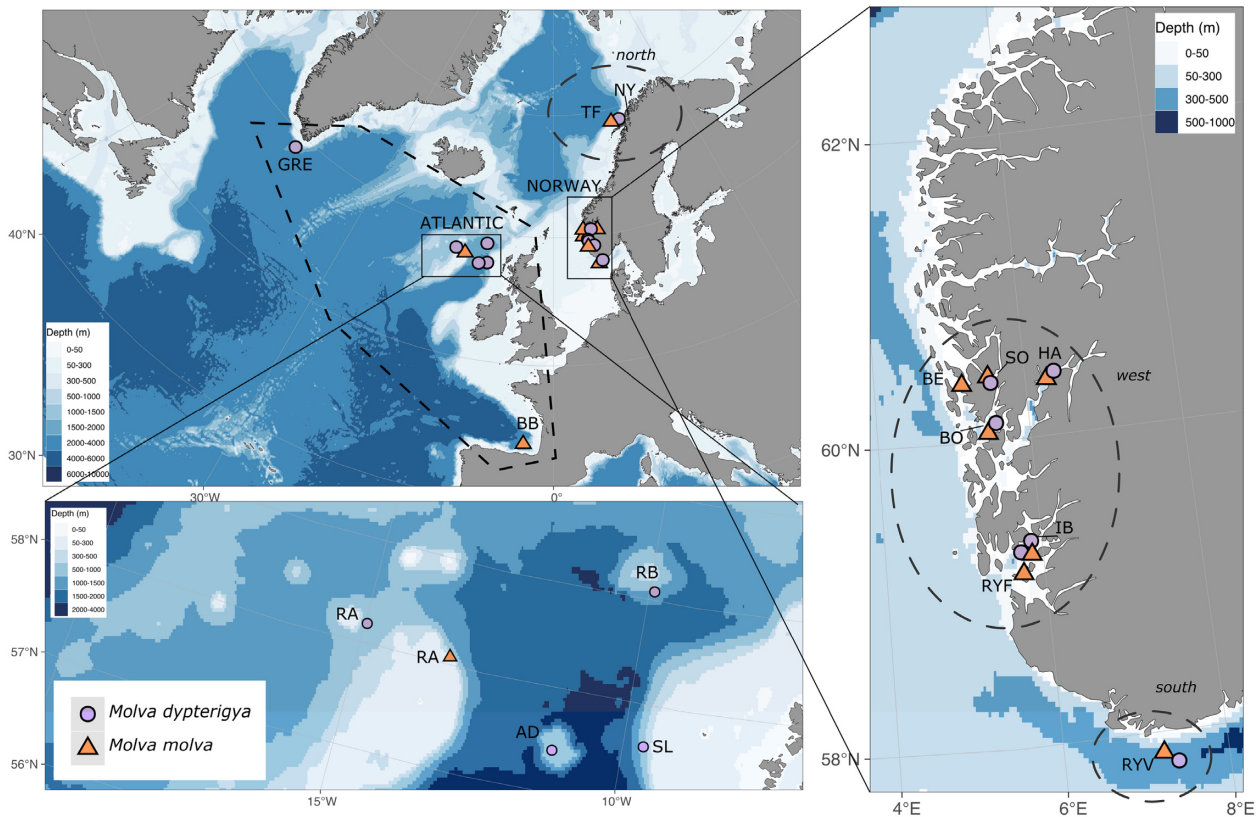 north
NY
TF
GRE
NORWAY
ATLANTIC
BB
40°N
30°N
30°W
0°
Depth (m)
0-50
50-300
300-500
500-1000
1000-1500
1500-2000
2000-4000
4000-6000
6000-10000
Depth (m)
0-50
50-300
300-500
500-1000
62°N
60°N
58°N
4°E
6°E
8°E
SO
HA
BE
west
BO
IB
RYF
south
RYV
Depth (m)
0-50
50-300
300-500
500-1000
1000-1500
1500-2000
2000-4000
58°N
57°N
56°N
15°W
10°W
RB
RA
RA
AD
SL
Molva dypterigya
Molva molva